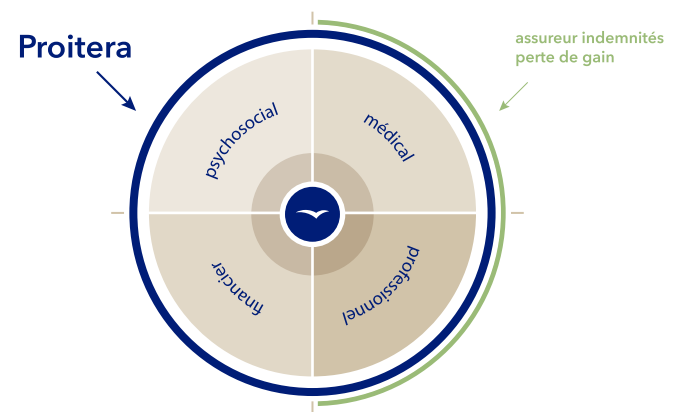 Proitera
assureur indemnités
perte de gain
psychosocial
médical
financier
professionnel